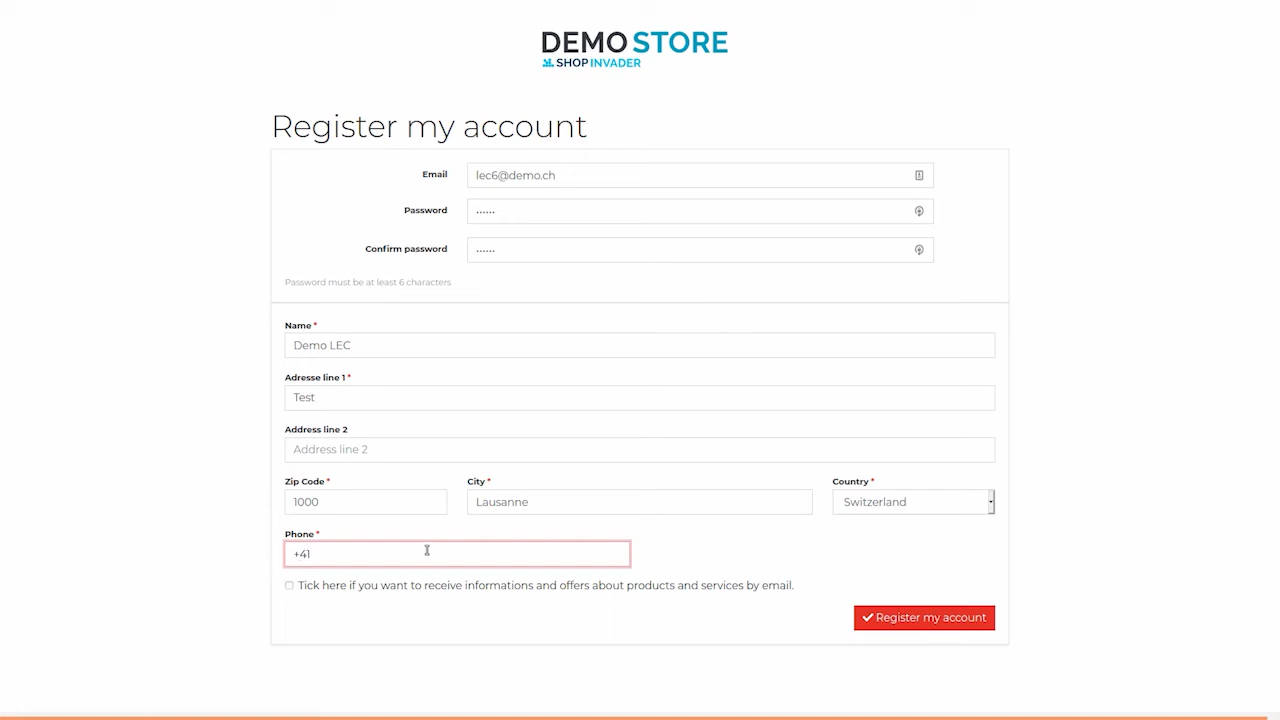 DEMO STORE
SHOPINVADER
Register my account
Email lec6@demo.ch
Password ······
Confirm password ······
Password must be at least 6 characters
Name *
Demo LEC
Adresse line 1 *
Test
Address line 2
Address line 2
Zip Code * City * Country *
1000 Lausanne Switzerland
Phone *
+41
Tick here if you want to receive informations and offers about products and services by email.
Register my account